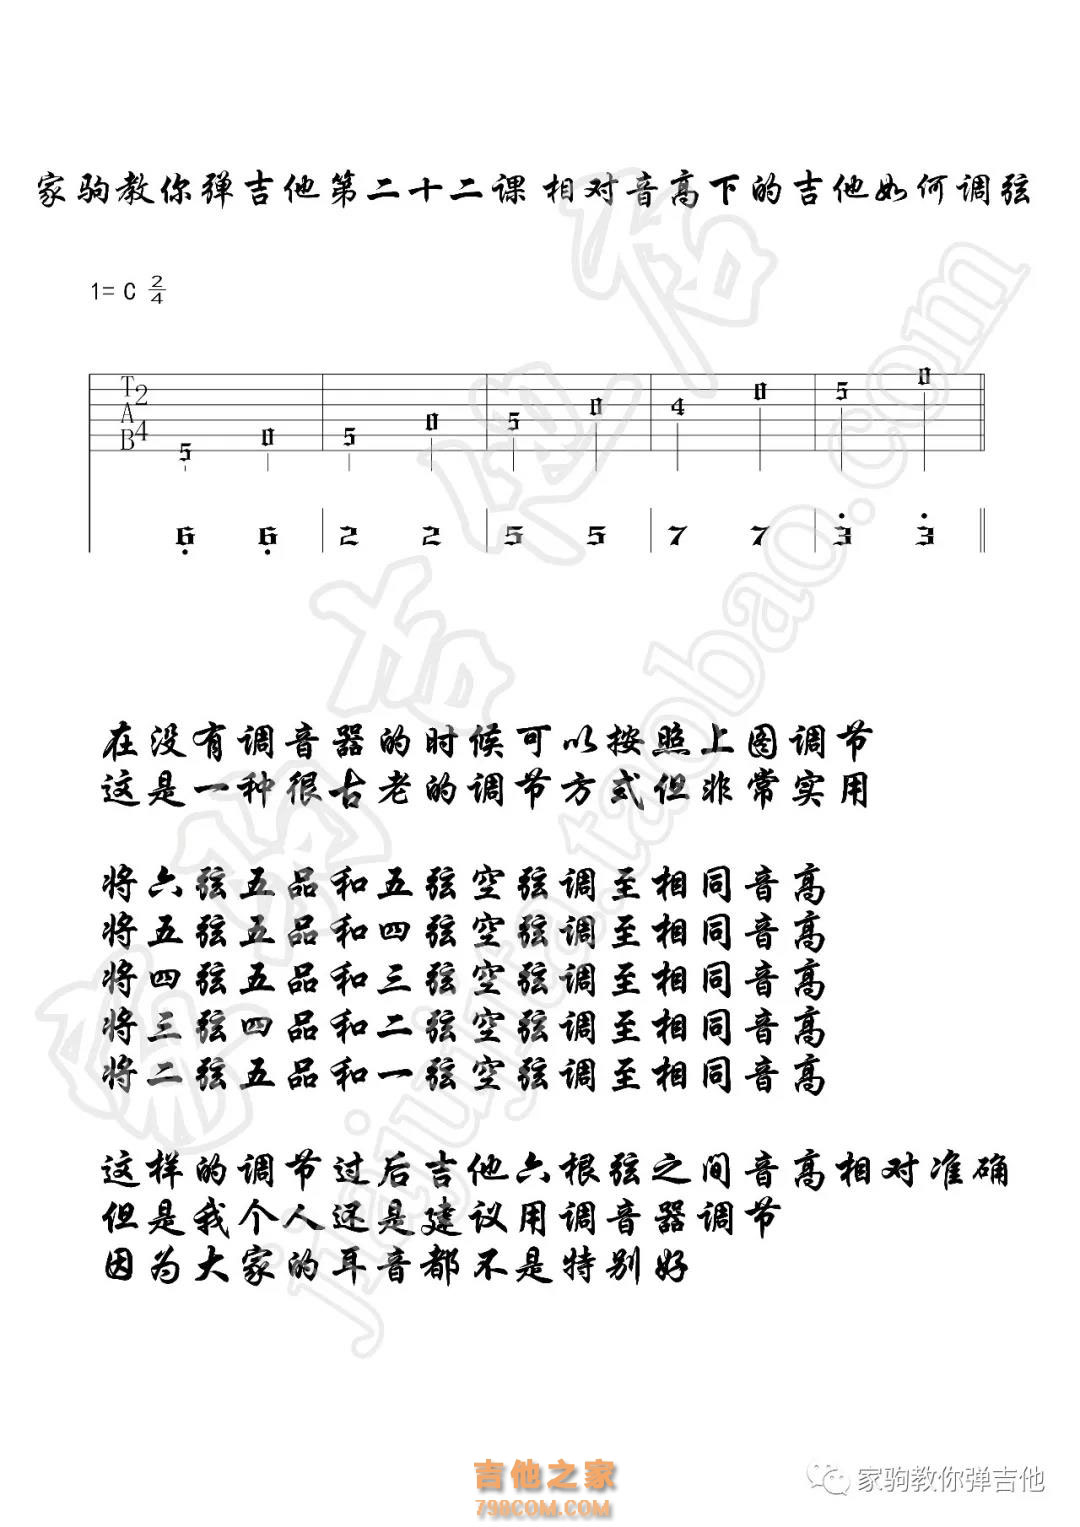 家驹教你弹吉他第二十二课 相对音高下的吉他如何调弦
1= C 2/4
T 2
A
B 4
5 0 5 0 5 0 4 0 5 0
6 6 2 2 5 5 7 7 3 3
在没有调音器的时候可以按照上图调节
这是一种很古老的调节方式但非常实用
将六弦五品和五弦空弦调至相同音高
将五弦五品和四弦空弦调至相同音高
将四弦五品和三弦空弦调至相同音高
将三弦四品和二弦空弦调至相同音高
将二弦五品和一弦空弦调至相同音高
这样的调节过后吉他六根弦之间音高相对准确
但是我个人还是建议用调音器调节
因为大家的耳音都不是特别好
吉他之家
798COM.COM
家驹教你弹吉他